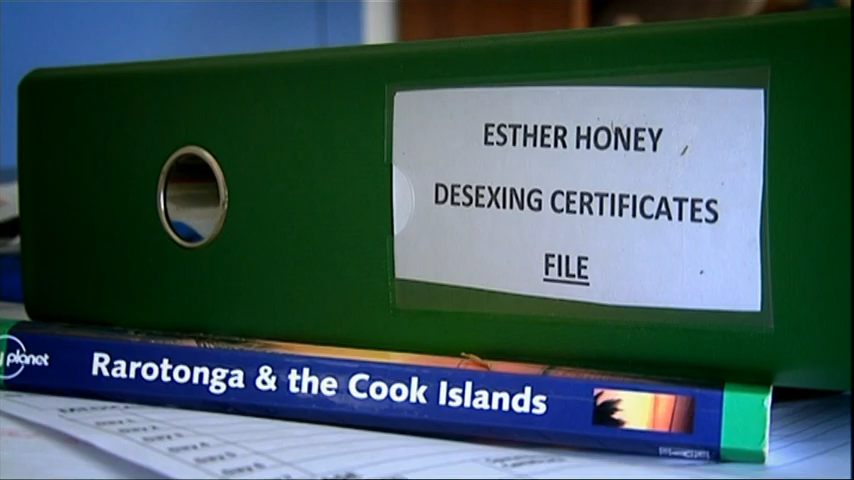 ESTHER HONEY
DESEXING CERTIFICATES
FILE
planet
Rarotonga & the Cook Islands